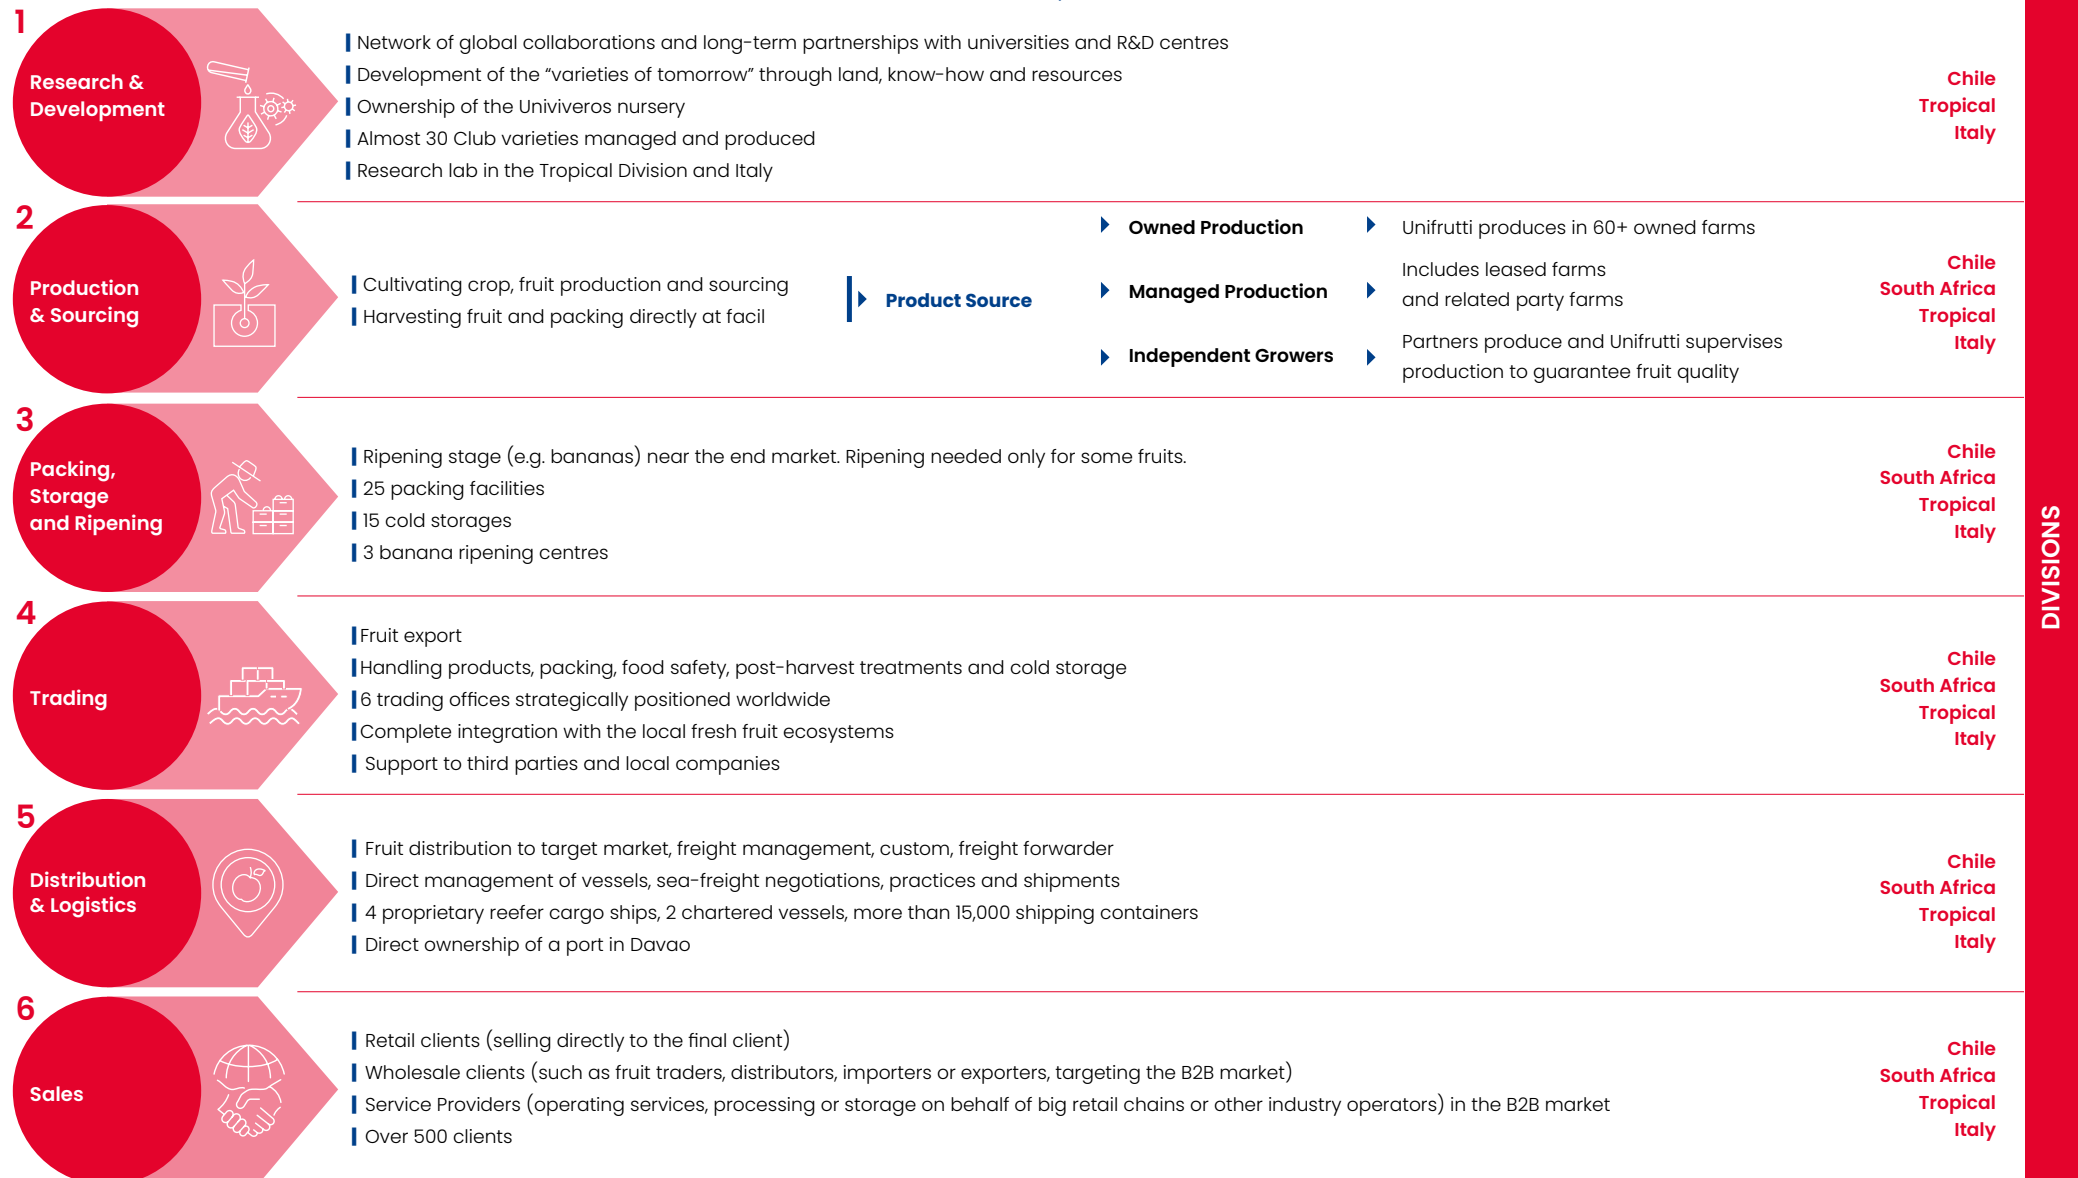 1
Research &
Development
Network of global collaborations and long-term partnerships with universities and R&D centres
Development of the “varieties of tomorrow” through land, know-how and resources
Ownership of the Univiveros nursery
Almost 30 Club varieties managed and produced
Research lab in the Tropical Division and Italy
Chile
Tropical
Italy
2
Production
& Sourcing
Cultivating crop, fruit production and sourcing
Harvesting fruit and packing directly at facil
Product Source
Owned Production
Unifrutti produces in 60+ owned farms
Managed Production
Includes leased farms
and related party farms
Independent Growers
Partners produce and Unifrutti supervises
production to guarantee fruit quality
Chile
South Africa
Tropical
Italy
3
Packing,
Storage
and Ripening
Ripening stage (e.g. bananas) near the end market. Ripening needed only for some fruits.
25 packing facilities
15 cold storages
3 banana ripening centres
Chile
South Africa
Tropical
Italy
4
Trading
Fruit export
Handling products, packing, food safety, post-harvest treatments and cold storage
6 trading offices strategically positioned worldwide
Complete integration with the local fresh fruit ecosystems
Support to third parties and local companies
Chile
South Africa
Tropical
Italy
5
Distribution
& Logistics
Fruit distribution to target market, freight management, custom, freight forwarder
Direct management of vessels, sea-freight negotiations, practices and shipments
4 proprietary reefer cargo ships, 2 chartered vessels, more than 15,000 shipping containers
Direct ownership of a port in Davao
Chile
South Africa
Tropical
Italy
6
Sales
Retail clients (selling directly to the final client)
Wholesale clients (such as fruit traders, distributors, importers or exporters, targeting the B2B market)
Service Providers (operating services, processing or storage on behalf of big retail chains or other industry operators) in the B2B market
Over 500 clients
Chile
South Africa
Tropical
Italy
DIVISIONS